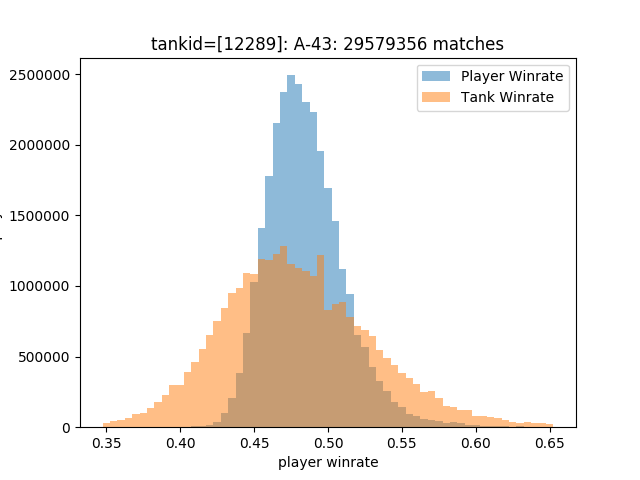 tankid=[12289]: A-43: 29579356 matches
Player Winrate
Tank Winrate
2500000
2000000
1500000
1000000
500000
0
0.35 0.40 0.45 0.50 0.55 0.60 0.65
player winrate